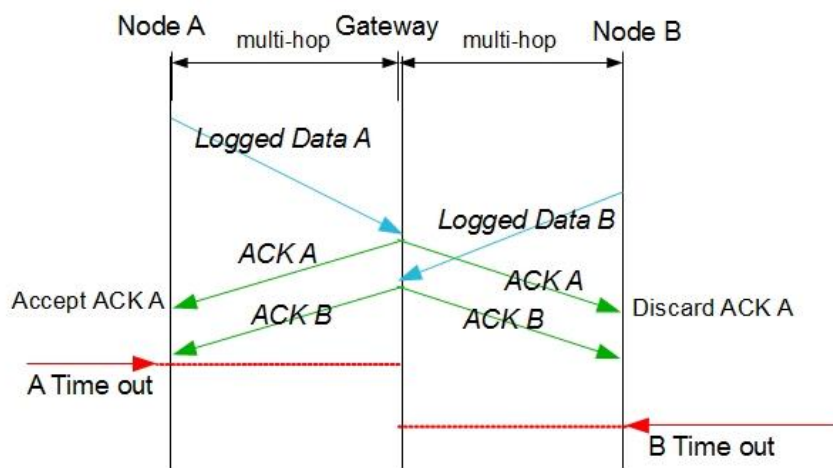 Node A
Gateway
Node B
multi-hop
multi-hop
Logged Data A
Logged Data B
ACK A
ACK A
Accept ACK A
Discard ACK A
ACK B
ACK B
A Time out
B Time out